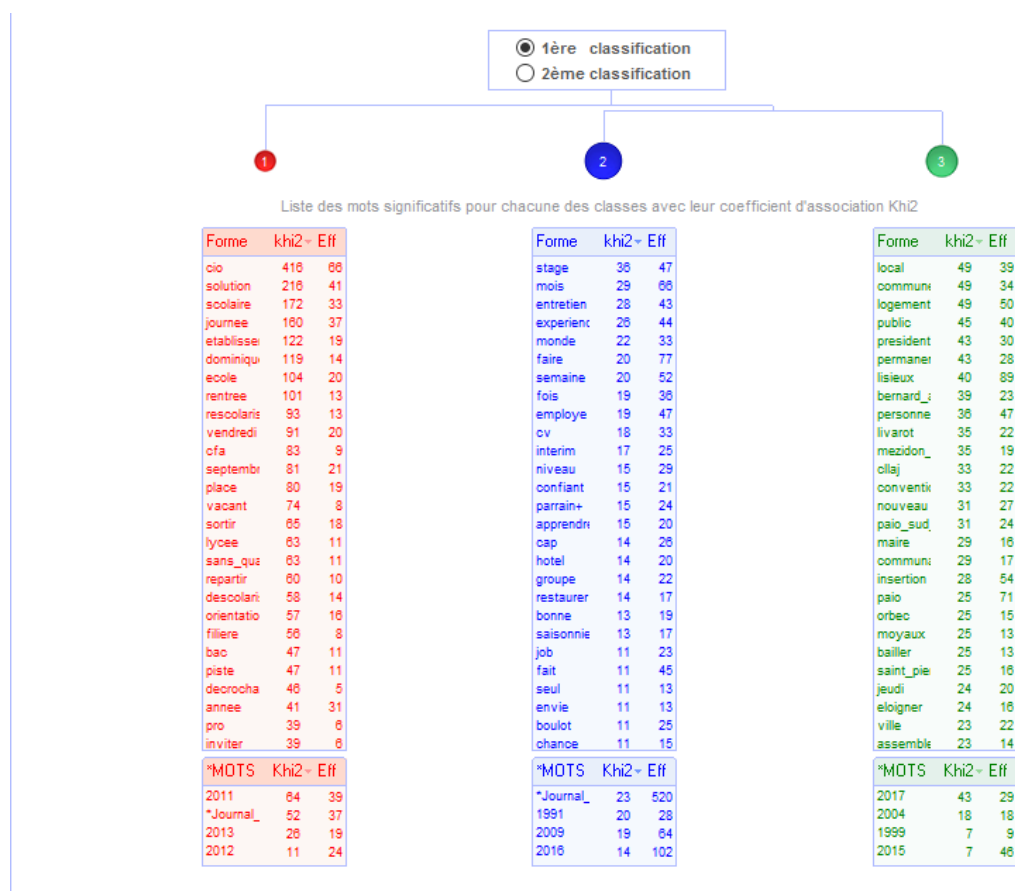 1ère classification
2ème classification
1 2 3
Liste des mots significatifs pour chacune des classes avec leur coefficient d'association Khi2
Forme khi2 Eff
cio 416 66
solution 216 41
scolaire 172 33
journee 160 37
etablisse 122 19
dominiqu 119 14
ecole 104 20
rentree 101 13
rescolaris 93 13
vendredi 91 20
cfa 83 9
septembr 81 21
place 80 19
vacant 74 8
sortir 65 18
lycee 63 11
sans_qua 63 11
repartir 60 10
descolari 58 14
orientatio 57 16
filiere 56 8
bac 47 11
piste 47 11
decrocha 46 5
annee 41 31
pro 39 6
inviter 39 6
*MOTS Khi2 Eff
2011 64 39
*Journal_ 52 37
2013 26 19
2012 11 24
Forme khi2 Eff
stage 36 47
mois 29 66
entretien 28 43
experienc 26 44
monde 22 33
faire 20 77
semaine 20 52
fois 19 36
employe 19 47
cv 18 33
interim 17 25
niveau 15 29
confiant 15 21
parrain+ 15 24
apprendre 15 20
cap 14 26
hotel 14 20
groupe 14 22
restaurer 14 17
bonne 13 19
saisonnie 13 17
job 11 23
fait 11 45
seul 11 13
envie 11 13
boulot 11 25
chance 11 15
*MOTS Khi2 Eff
*Journal_ 23 520
1991 20 28
2009 19 64
2016 14 102
Forme khi2 Eff
local 49 39
commune 49 34
logement 49 50
public 45 40
president 43 30
permaner 43 28
lisieux 40 89
bernard_a 39 23
personne 36 47
livarot 35 22
mezidon_ 35 19
cllaj 33 22
conventio 33 22
nouveau 31 27
paio_sud_ 31 24
maire 29 16
communa 29 17
insertion 28 54
paio 25 71
orbec 25 15
moyaux 25 13
bailler 25 13
saint_pie 25 16
jeudi 24 20
eloigner 24 16
ville 23 22
assemble 23 14
*MOTS Khi2 Eff
2017 43 29
2004 18 18
1999 7 9
2015 7 46